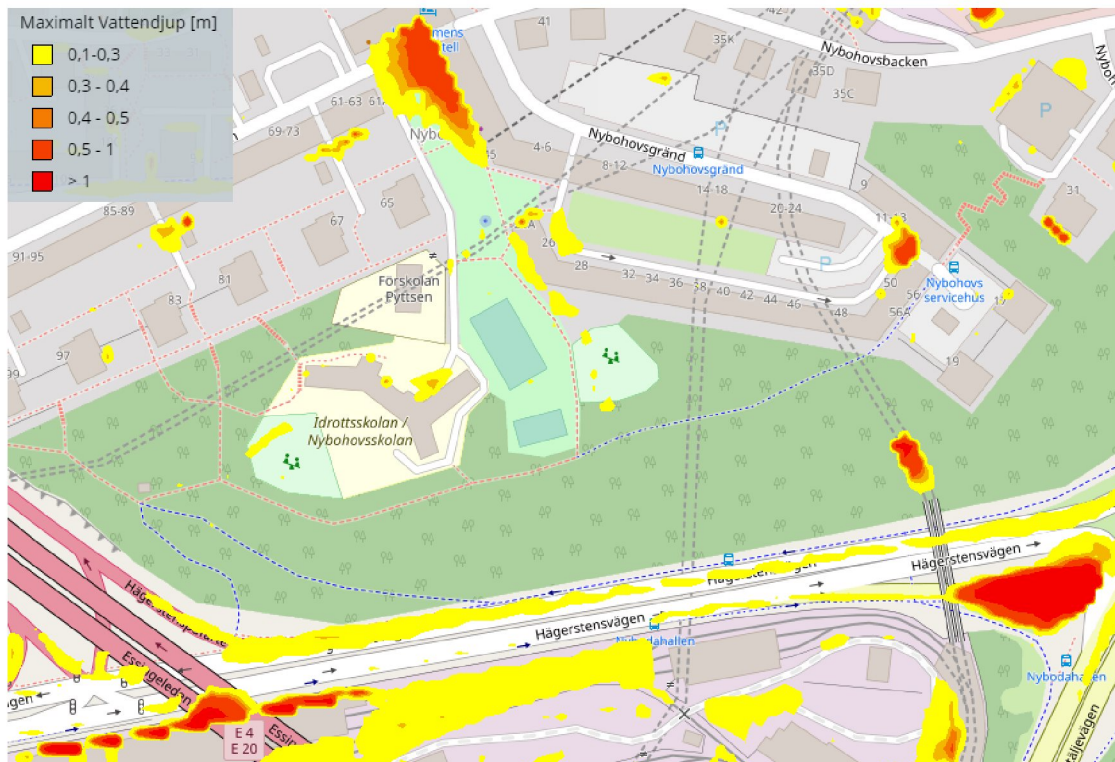 Maximalt Vattendjup [m]
0,1-0,3
0.3 - 0,4
0,4 - 0,5
0,5 - 1
> 1
41
35K
35D
35C
Nybohovsbacken
P
61-63
69-73
4-6
Nybohovsgränd
P
8-12
Nybohovsgränd
14-18
20-24
9
11-13
31
85-89
67
65
91-95
81
83
26
28
32
34
36
38
40
42
44
46
48
P
50
56
56A
Nybohovs
servicehus
17
19
Förskolan
Pyttsen
97
99
Idrottsskolan /
Nybohovsskolan
Hägerstensvägen
Hägerstensvägen
Hägerstensvägen
Nybodahallen
Nybodahallen
Essingeleden
E 4
E 20